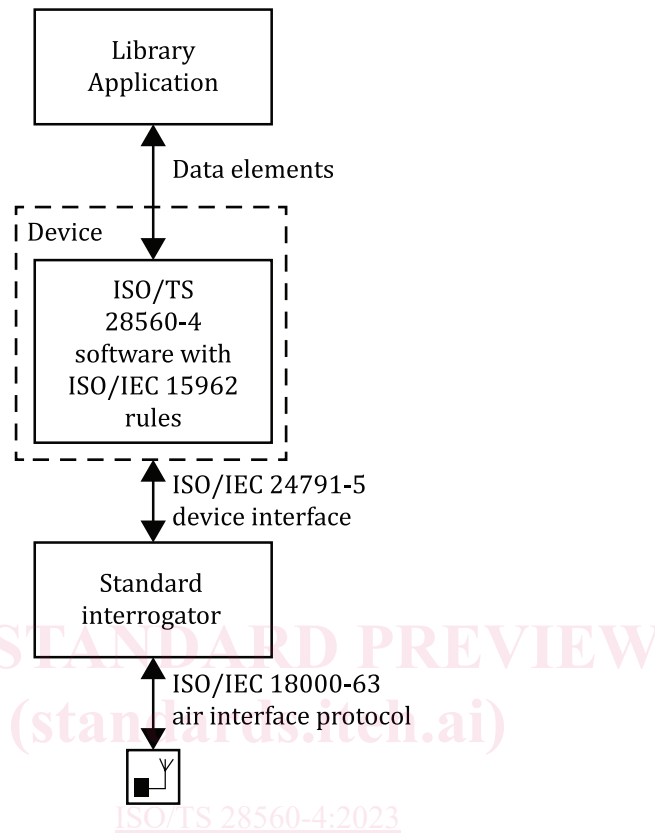 Library
Application
Data elements
Device
ISO/TS
28560-4
software with
ISO/IEC 15962
rules
ISO/IEC 24791-5
device interface
Standard
interrogator
STANDARD PREVIEW
ISO/IEC 18000-63
air interface protocol
(standards.iteh.ai)
ISO/TS 28560-4:2023